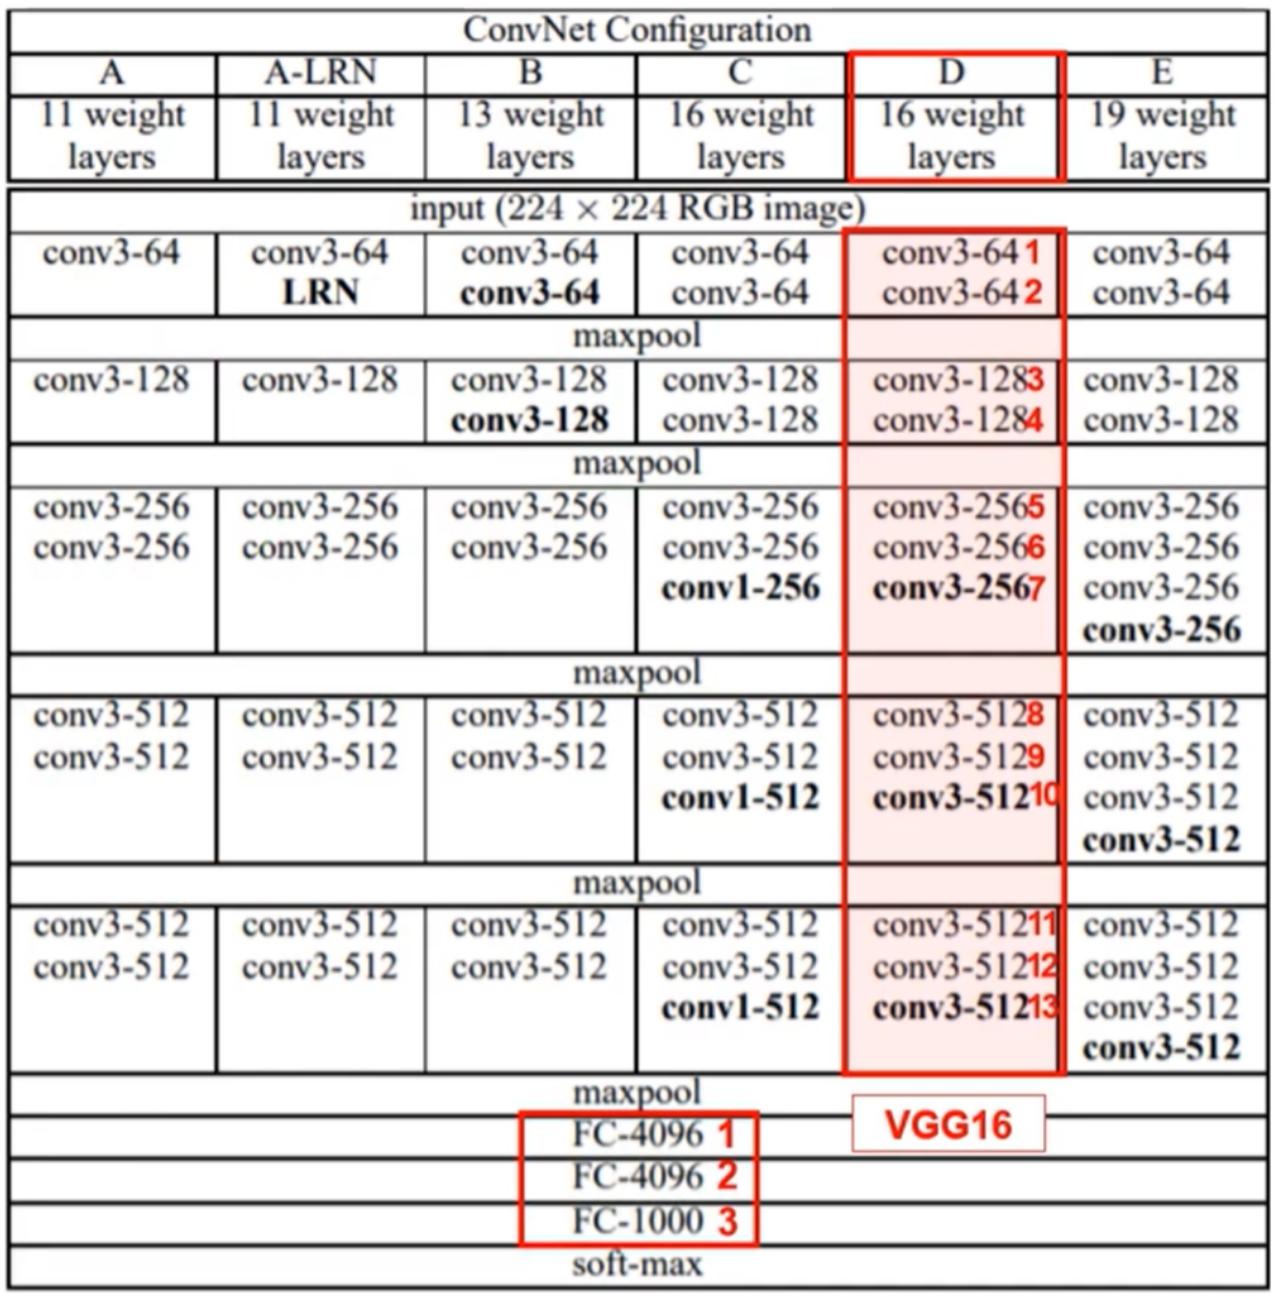 ConvNet Configuration
A A-LRN B C D E
11 weight layers 11 weight layers 13 weight layers 16 weight layers 16 weight layers 19 weight layers
input (224 × 224 RGB image)
conv3-64 conv3-64 conv3-64 conv3-64 conv3-64 1 conv3-64
LRN conv3-64 conv3-64 conv3-64 2 conv3-64
maxpool
conv3-128 conv3-128 conv3-128 conv3-128 conv3-128 3 conv3-128
conv3-128 conv3-128 conv3-128 4 conv3-128
maxpool
conv3-256 conv3-256 conv3-256 conv3-256 conv3-256 5 conv3-256
conv3-256 conv3-256 conv3-256 conv3-256 conv3-256 6 conv3-256
conv1-256 conv3-256 7 conv3-256
conv3-256
maxpool
conv3-512 conv3-512 conv3-512 conv3-512 conv3-512 8 conv3-512
conv3-512 conv3-512 conv3-512 conv3-512 conv3-512 9 conv3-512
conv1-512 conv3-512 10 conv3-512
conv3-512
maxpool
conv3-512 conv3-512 conv3-512 conv3-512 conv3-512 11 conv3-512
conv3-512 conv3-512 conv3-512 conv3-512 conv3-512 12 conv3-512
conv1-512 conv3-512 13 conv3-512
conv3-512
maxpool
FC-4096 1
VGG16
FC-4096 2
FC-1000 3
soft-max